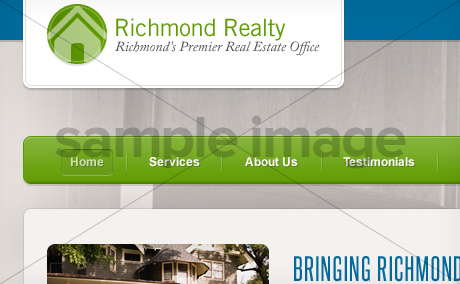 Richmond Realty
Richmond's Premier Real Estate Office
sample image
Home Services About Us Testimonials
BRINGING RICHMOND